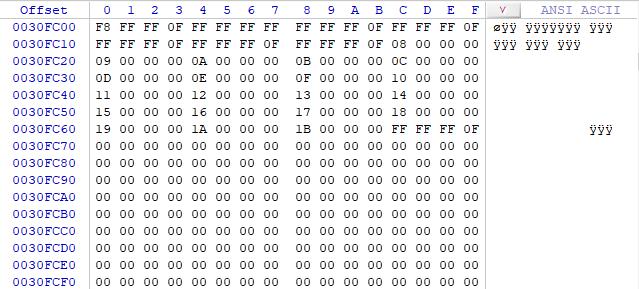 Offset 0 1 2 3 4 5 6 7 8 9 A B C D E F v ANSI ASCII
0030FC00 F8 FF FF 0F FF FF FF FF FF FF FF 0F FF FF FF 0F øÿÿ ÿÿÿÿÿÿÿ ÿÿÿ
0030FC10 FF FF FF 0F FF FF FF 0F FF FF FF 0F 08 00 00 00 ÿÿÿ ÿÿÿ ÿÿÿ
0030FC20 09 00 00 00 0A 00 00 00 0B 00 00 00 0C 00 00 00
0030FC30 0D 00 00 00 0E 00 00 00 0F 00 00 00 10 00 00 00
0030FC40 11 00 00 00 12 00 00 00 13 00 00 00 14 00 00 00
0030FC50 15 00 00 00 16 00 00 00 17 00 00 00 18 00 00 00
0030FC60 19 00 00 00 1A 00 00 00 1B 00 00 00 FF FF FF 0F ÿÿÿ
0030FC70 00 00 00 00 00 00 00 00 00 00 00 00 00 00 00 00
0030FC80 00 00 00 00 00 00 00 00 00 00 00 00 00 00 00 00
0030FC90 00 00 00 00 00 00 00 00 00 00 00 00 00 00 00 00
0030FCA0 00 00 00 00 00 00 00 00 00 00 00 00 00 00 00 00
0030FCB0 00 00 00 00 00 00 00 00 00 00 00 00 00 00 00 00
0030FCC0 00 00 00 00 00 00 00 00 00 00 00 00 00 00 00 00
0030FCD0 00 00 00 00 00 00 00 00 00 00 00 00 00 00 00 00
0030FCE0 00 00 00 00 00 00 00 00 00 00 00 00 00 00 00 00
0030FCF0 00 00 00 00 00 00 00 00 00 00 00 00 00 00 00 00